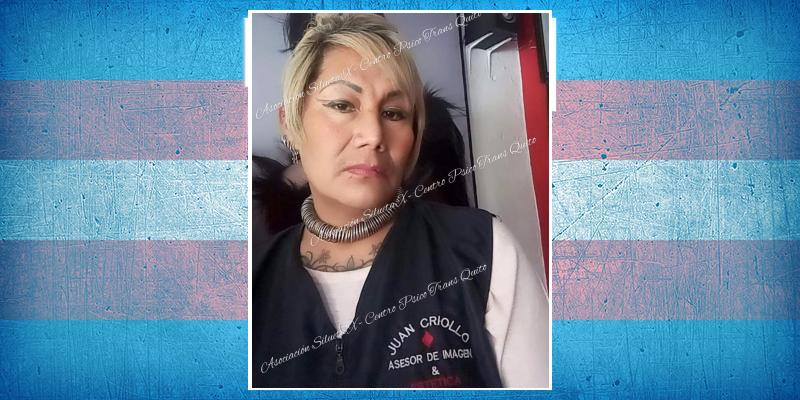 Asociación SiluetaX - Centro Psico Trans Quito
Asociación SiluetaX - Centro Psico Trans Quito
Asociación SiluetaX - Centro Psico Trans Quito
JUAN CRIOLLO
ASESOR DE IMAGEN
&
ESTETICA